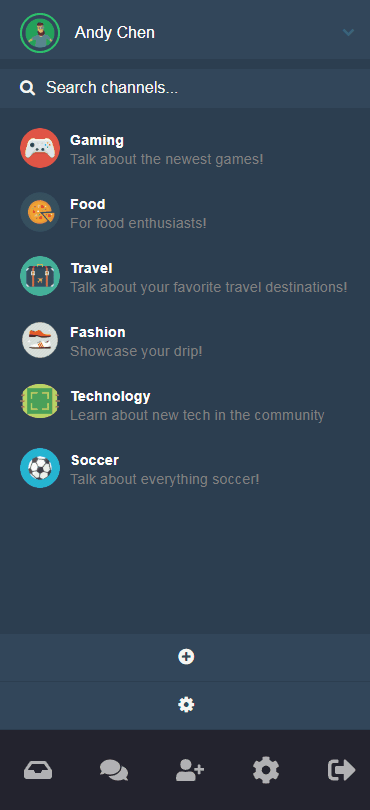 Andy Chen
Search channels...
Gaming
Talk about the newest games!
Food
For food enthusiasts!
Travel
Talk about your favorite travel destinations!
Fashion
Showcase your drip!
Technology
Learn about new tech in the community
Soccer
Talk about everything soccer!